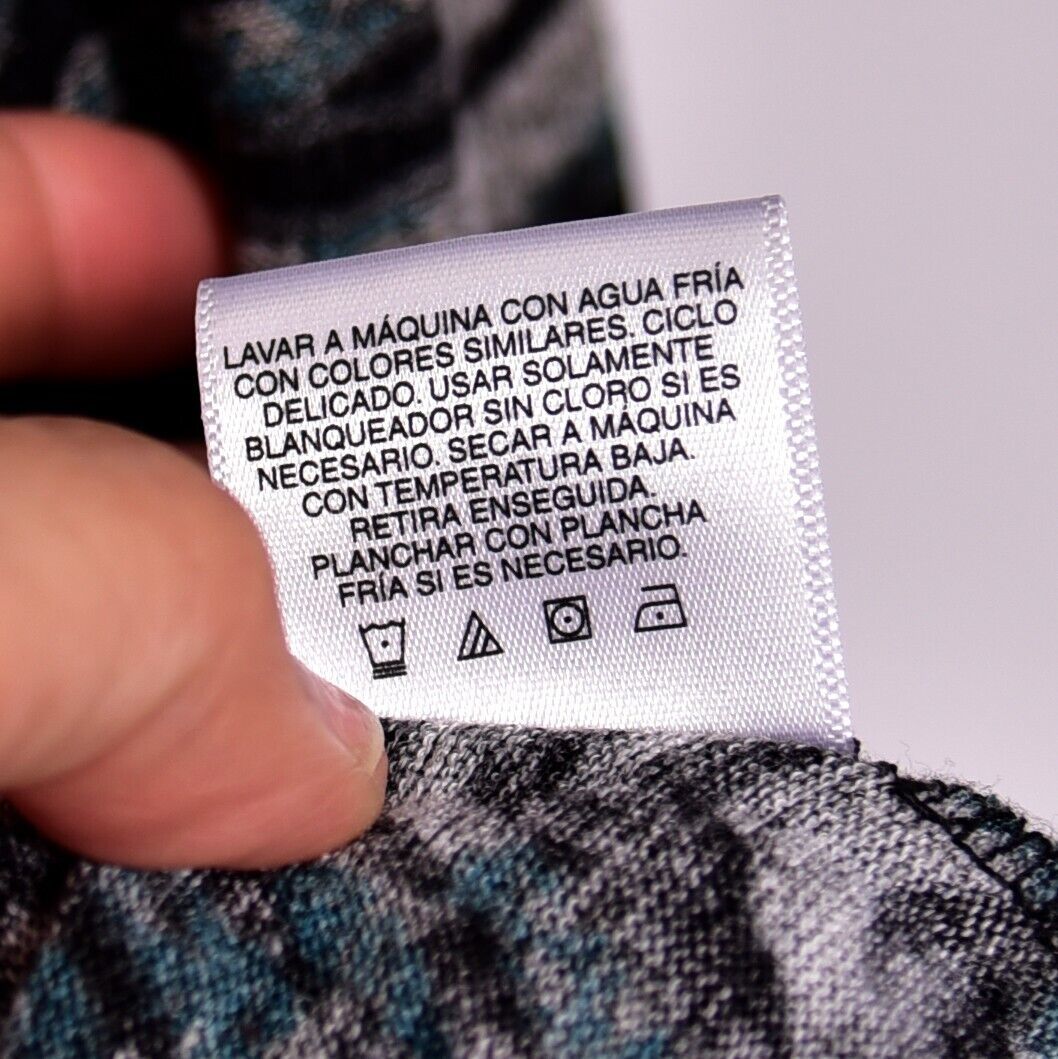 LAVAR A MÁQUINA CON AGUA FRÍA
CON COLORES SIMILARES. CICLO
DELICADO. USAR SOLAMENTE
BLANQUEADOR SIN CLORO SI ES
NECESARIO. SECAR A MÁQUINA
CON TEMPERATURA BAJA.
RETIRA ENSEGUIDA.
PLANCHAR CON PLANCHA
FRÍA SI ES NECESARIO.